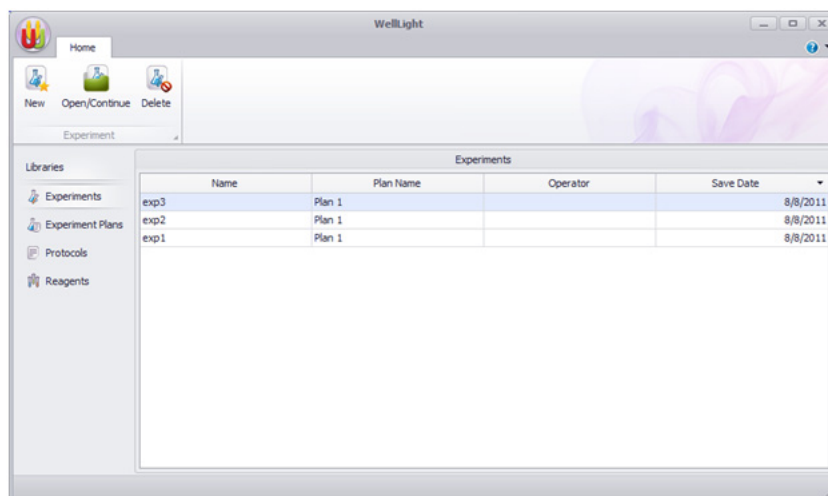 WellLight
Home
New Open/Continue Delete
Experiment
Libraries
Experiments
Experiment Plans
Protocols
Reagents
Experiments
Name Plan Name Operator Save Date
exp3 Plan 1 8/8/2011
exp2 Plan 1 8/8/2011
exp1 Plan 1 8/8/2011